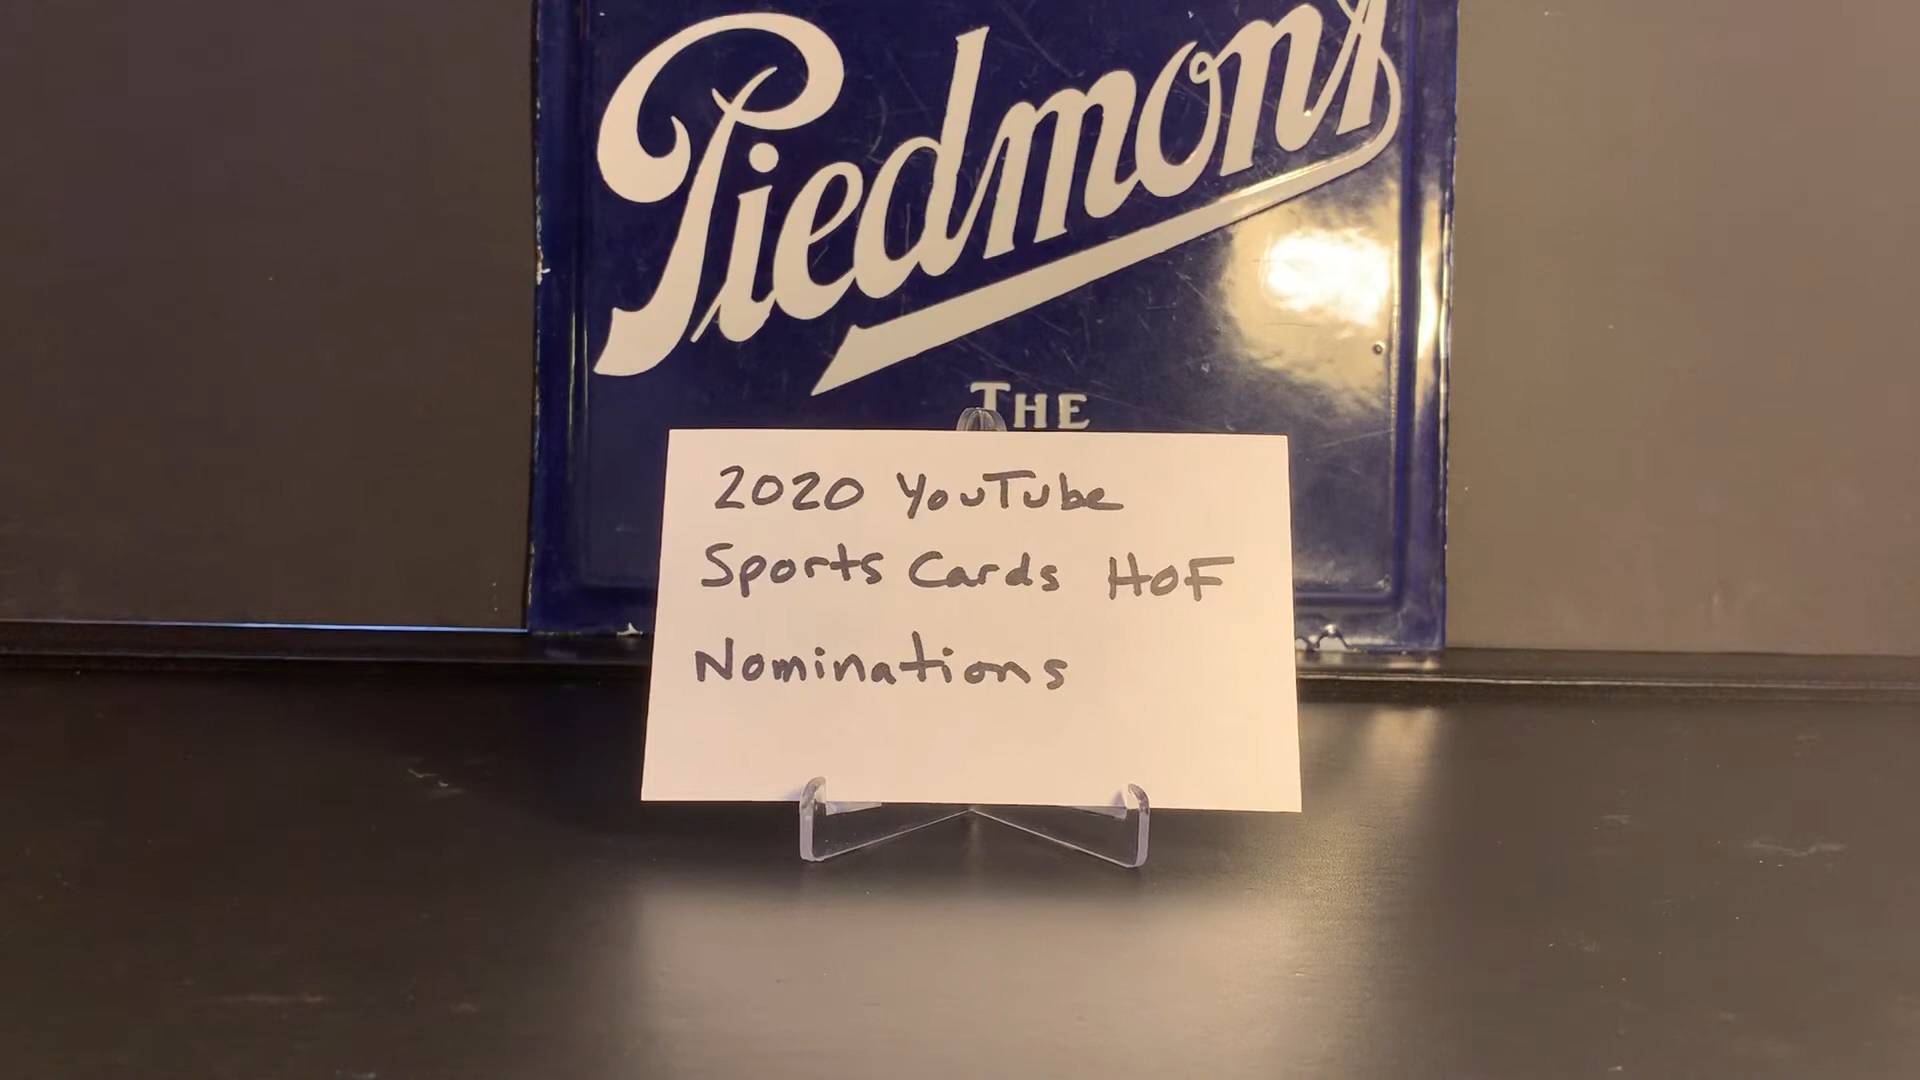 Piedmont
THE
2020 YouTube
Sports Cards HOF
Nominations